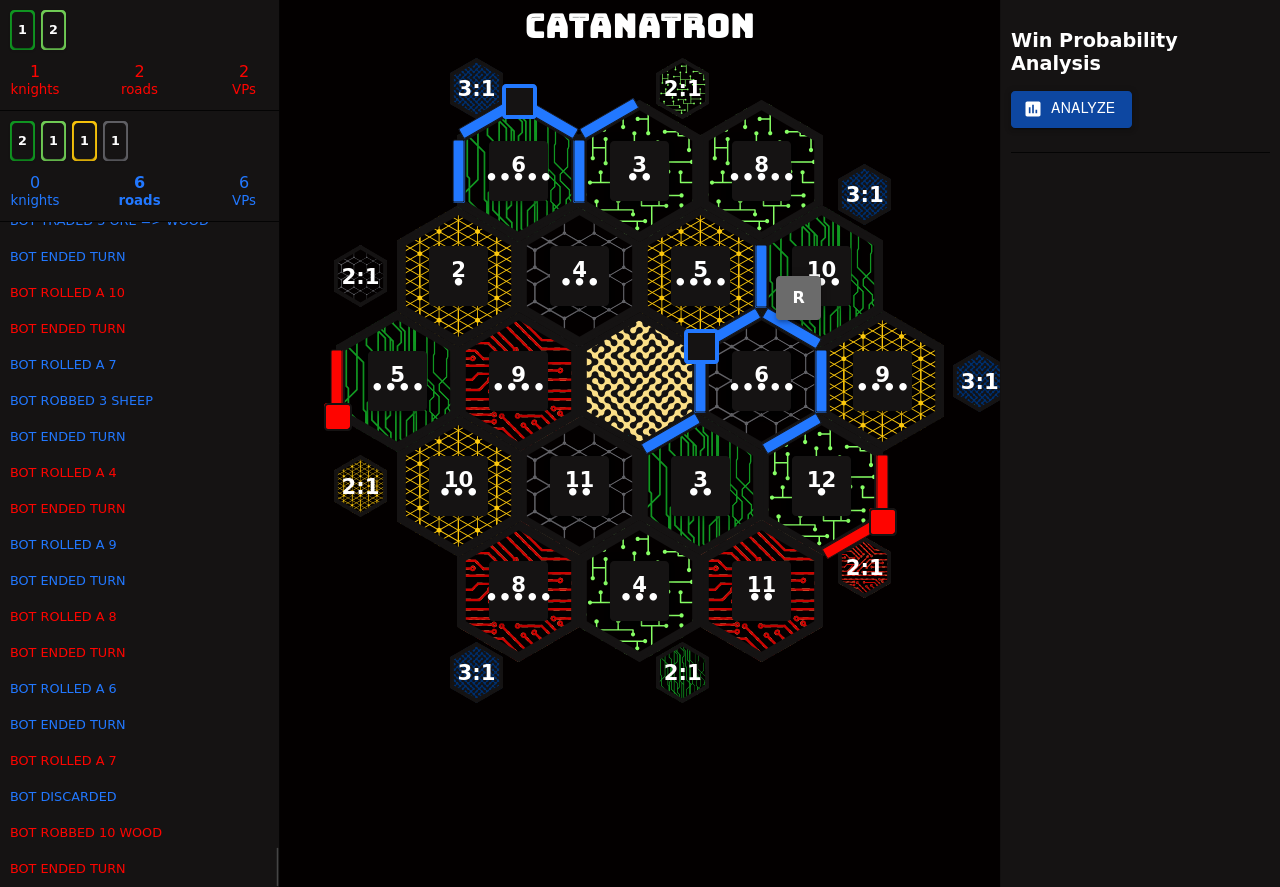 CATANATRON
1 2
1 2 2
knights roads VPs
2 1 1 1
0 6 6
knights roads VPs
BOT TRADED 3 ORE => WOOD
BOT ENDED TURN
BOT ROLLED A 10
BOT ENDED TURN
BOT ROLLED A 7
BOT ROBBED 3 SHEEP
BOT ENDED TURN
BOT ROLLED A 4
BOT ENDED TURN
BOT ROLLED A 9
BOT ENDED TURN
BOT ROLLED A 8
BOT ENDED TURN
BOT ROLLED A 6
BOT ENDED TURN
BOT ROLLED A 7
BOT DISCARDED
BOT ROBBED 10 WOOD
BOT ENDED TURN
3:1 2:1
6 3 8
3:1
2:1 2 4 5 10
R
5 9 6 9 3:1
2:1 10 11 3 12
8 4 11 2:1
3:1 2:1
Win Probability
Analysis
ANALYZE